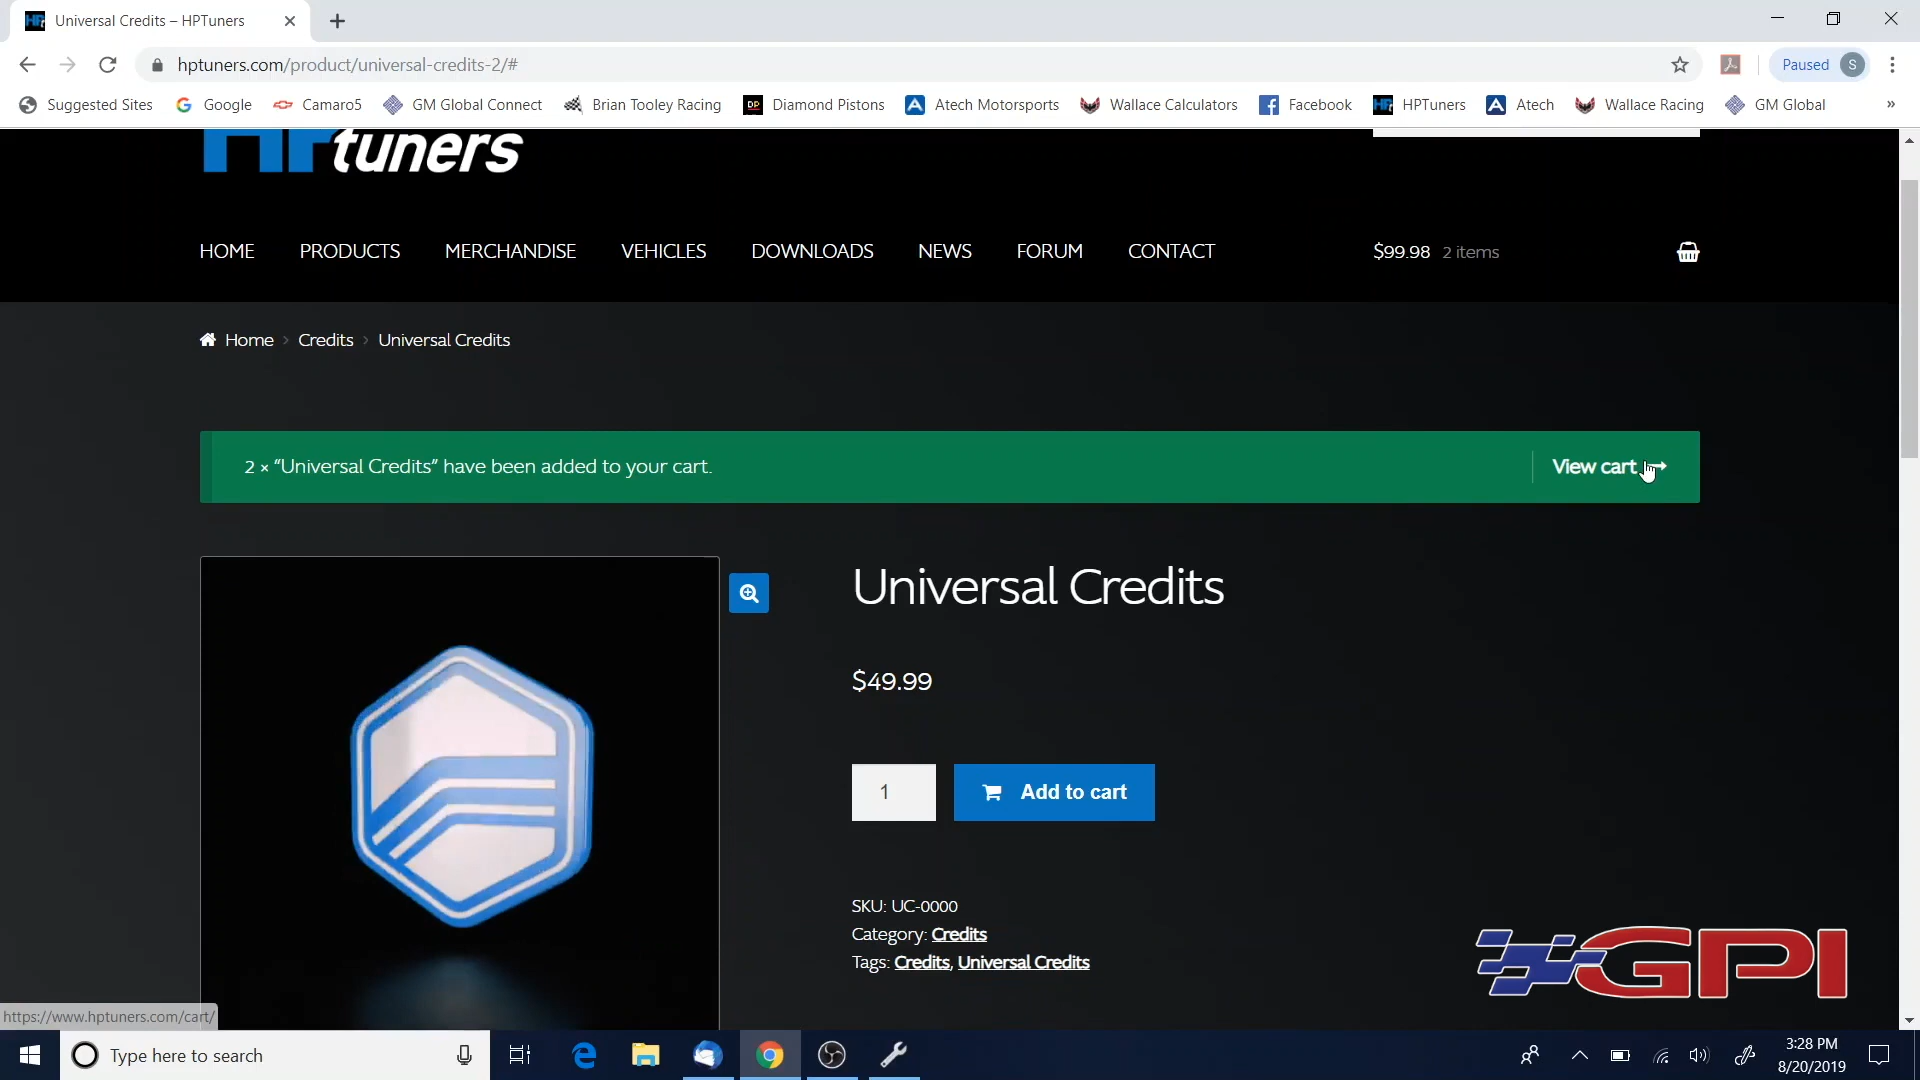 Universal Credits – HPTuners
hptuners.com/product/universal-credits-2/#
Paused S
Suggested Sites Google Camaro5 GM Global Connect Brian Tooley Racing DP Diamond Pistons Atech Motorsports Wallace Calculators Facebook HPTuners Atech Wallace Racing GM Global »
HPtuners
HOME PRODUCTS MERCHANDISE VEHICLES DOWNLOADS NEWS FORUM CONTACT $99.98 2 items
Home › Credits › Universal Credits
2 × “Universal Credits” have been added to your cart. View cart
Universal Credits
$49.99
1 Add to cart
SKU: UC-0000
Category: Credits
Tags: Credits, Universal Credits
GPI
https://www.hptuners.com/cart/
Type here to search
3:28 PM
8/20/2019